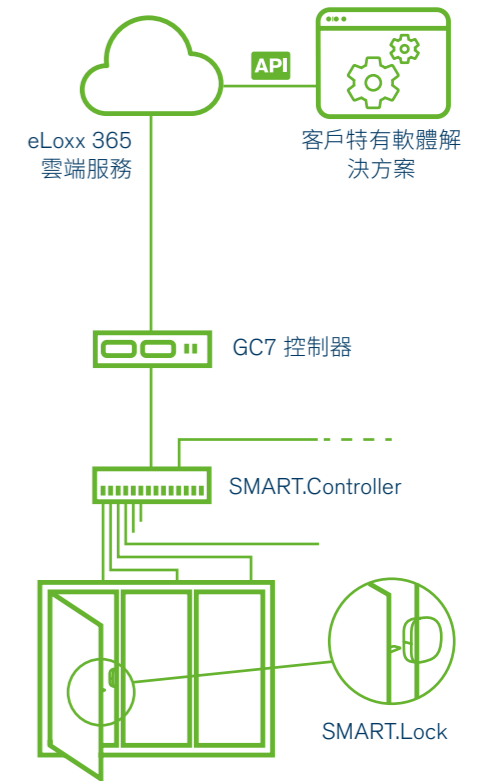 API
eLoxx 365
雲端服務
客戶特有軟體解
決方案
GC7 控制器
SMART.Controller
SMART.Lock